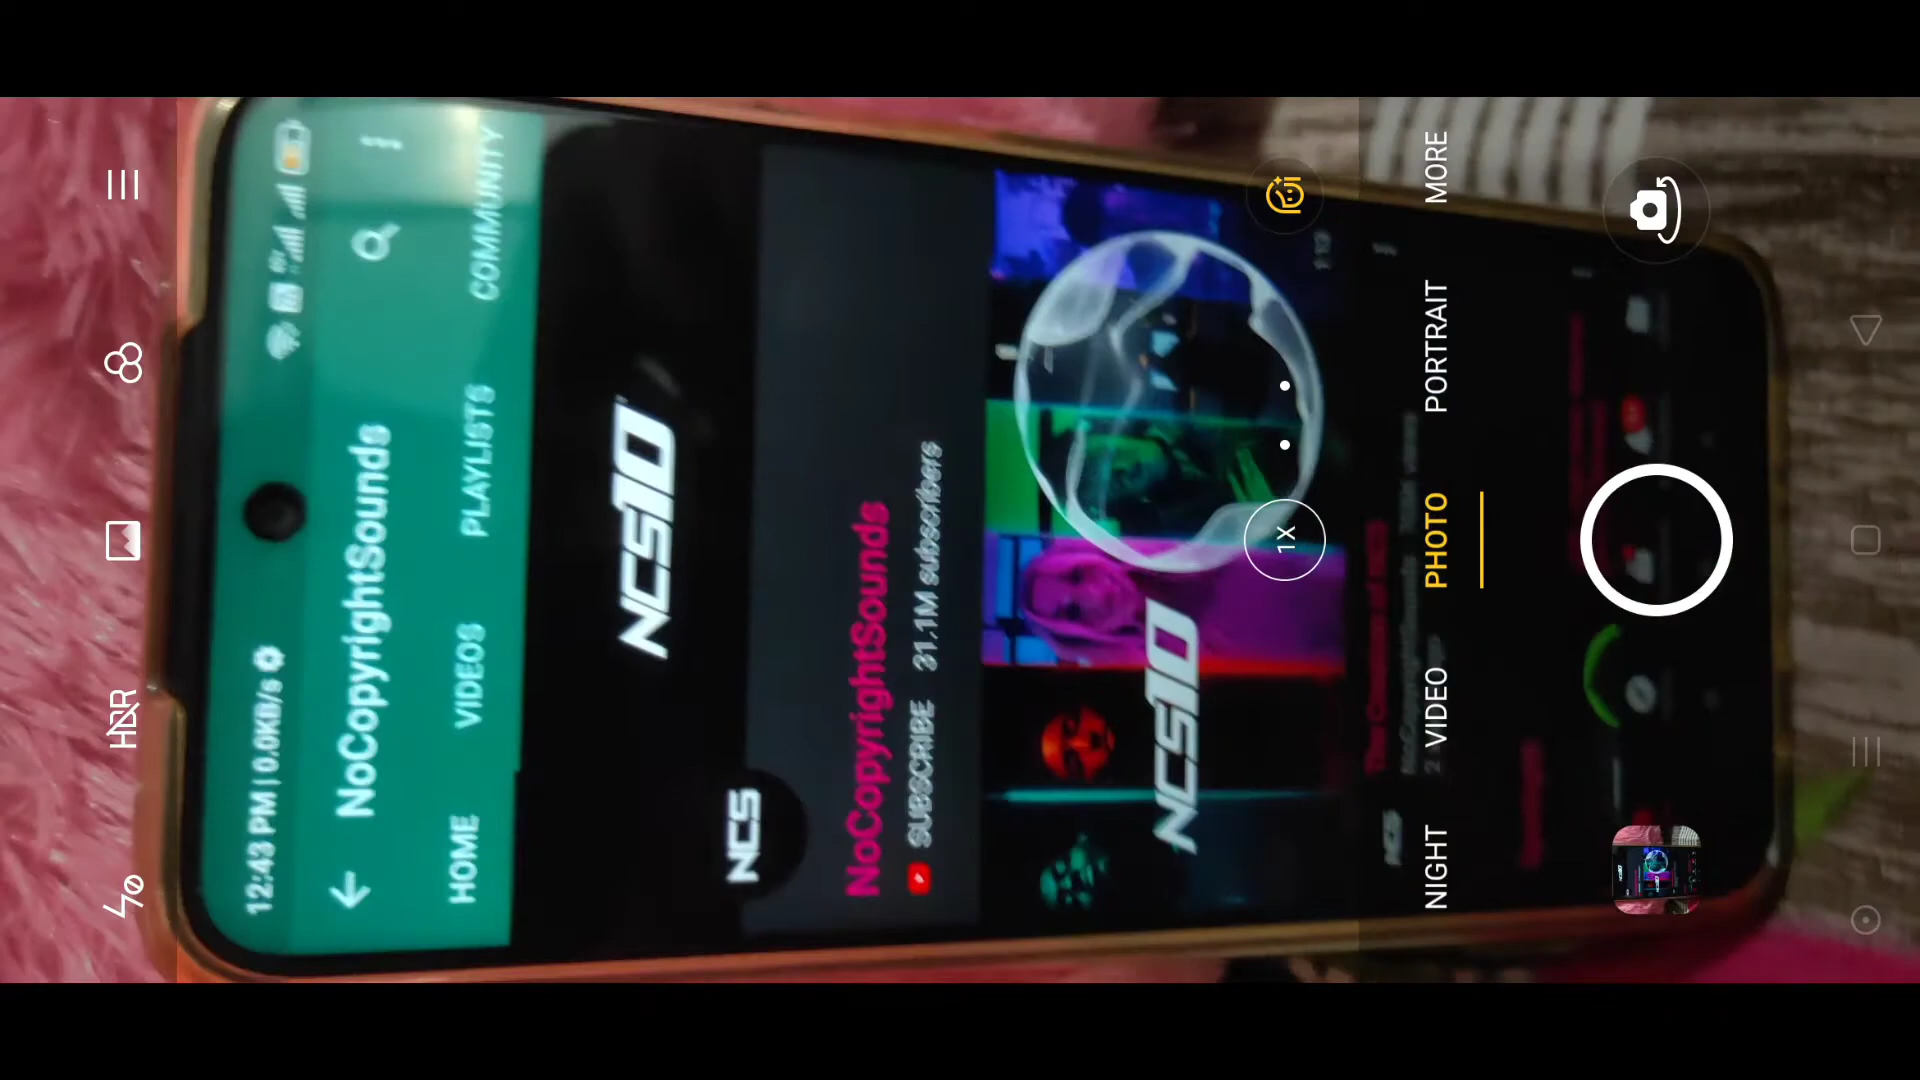 12:43 PM | 0.0KB/s
NoCopyrightSounds
HOME
VIDEOS
PLAYLISTS
COMMUNITY
NCS10
NCS
NoCopyrightSounds
SUBSCRIBE 31.1M subscribers
NCS10
1X
NCS
NIGHT
VIDEO
PHOTO
PORTRAIT
MORE
HDR